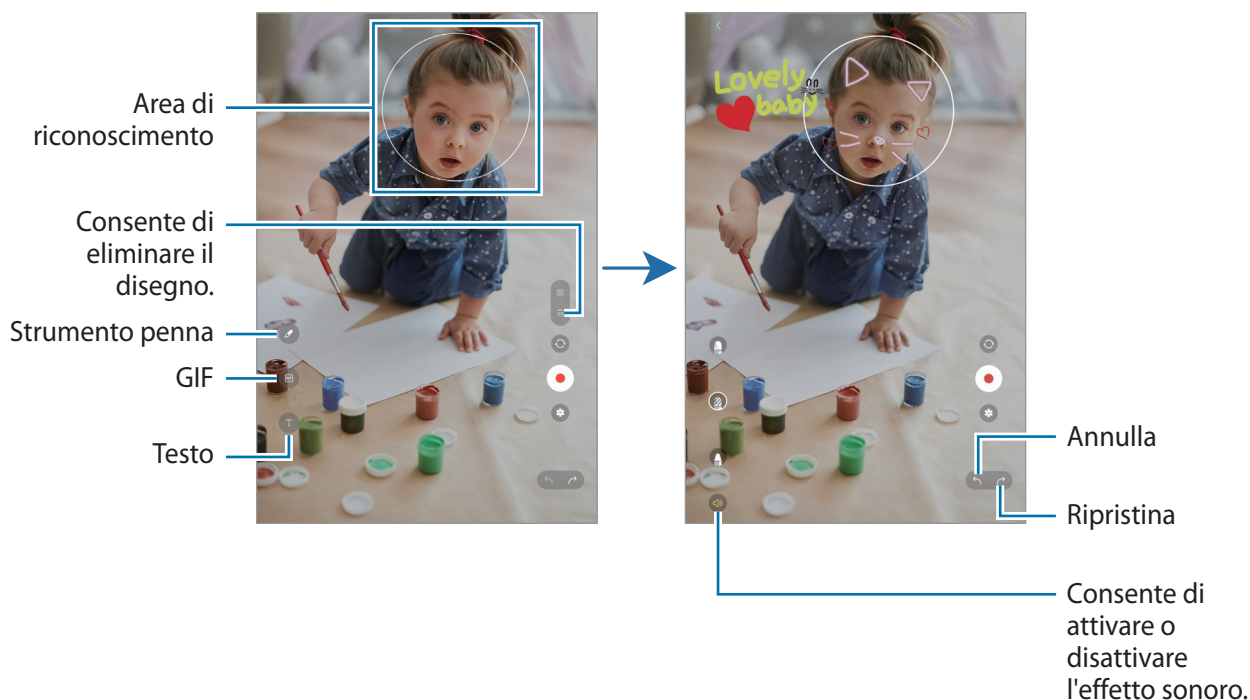 Area di
riconoscimento
Consente di
eliminare il
disegno.
Strumento penna
GIF
Testo
T
Lovely
baby
Annulla
Ripristina
Consente di
attivare o
disattivare
l'effetto sonoro.